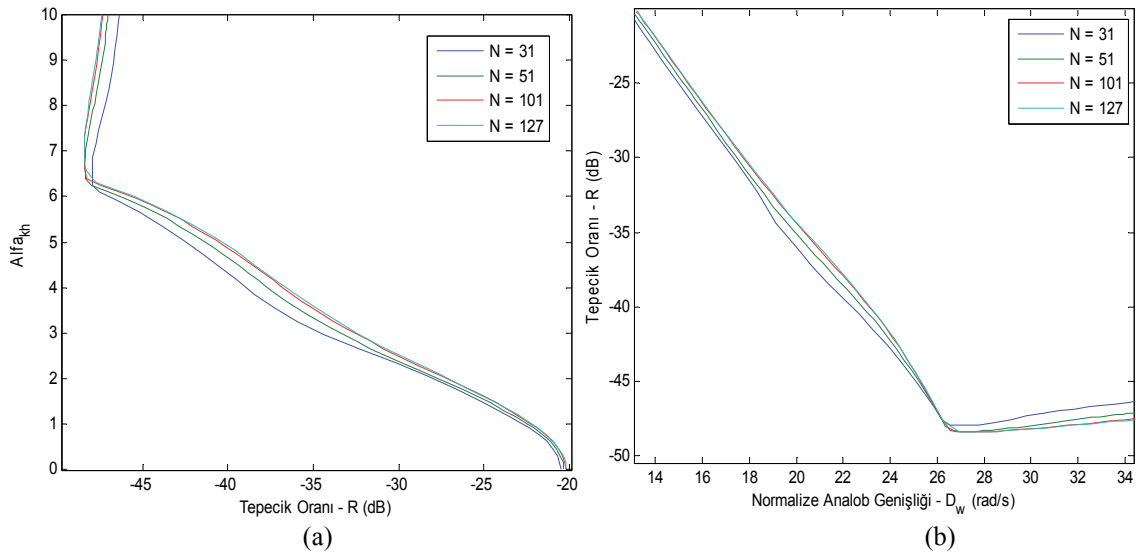 10
9
8
7
6
5
4
3
2
1
0
Alfa_kh
-45
-40
-35
-30
-25
-20
Tepecik Oranı - R (dB)
N = 31
N = 51
N = 101
N = 127
(a)
-25
-30
-35
-40
-45
-50
Tepecik Oranı - R (dB)
14
16
18
20
22
24
26
28
30
32
34
Normalize Analob Genişliği - D_w (rad/s)
N = 31
N = 51
N = 101
N = 127
(b)